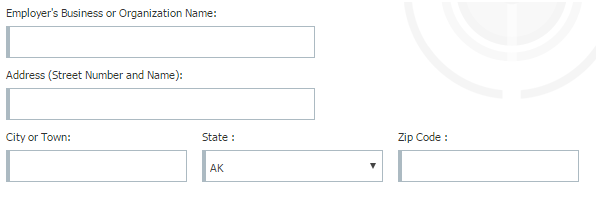 Employer's Business or Organization Name:
Address (Street Number and Name):
City or Town: State : Zip Code :
AK